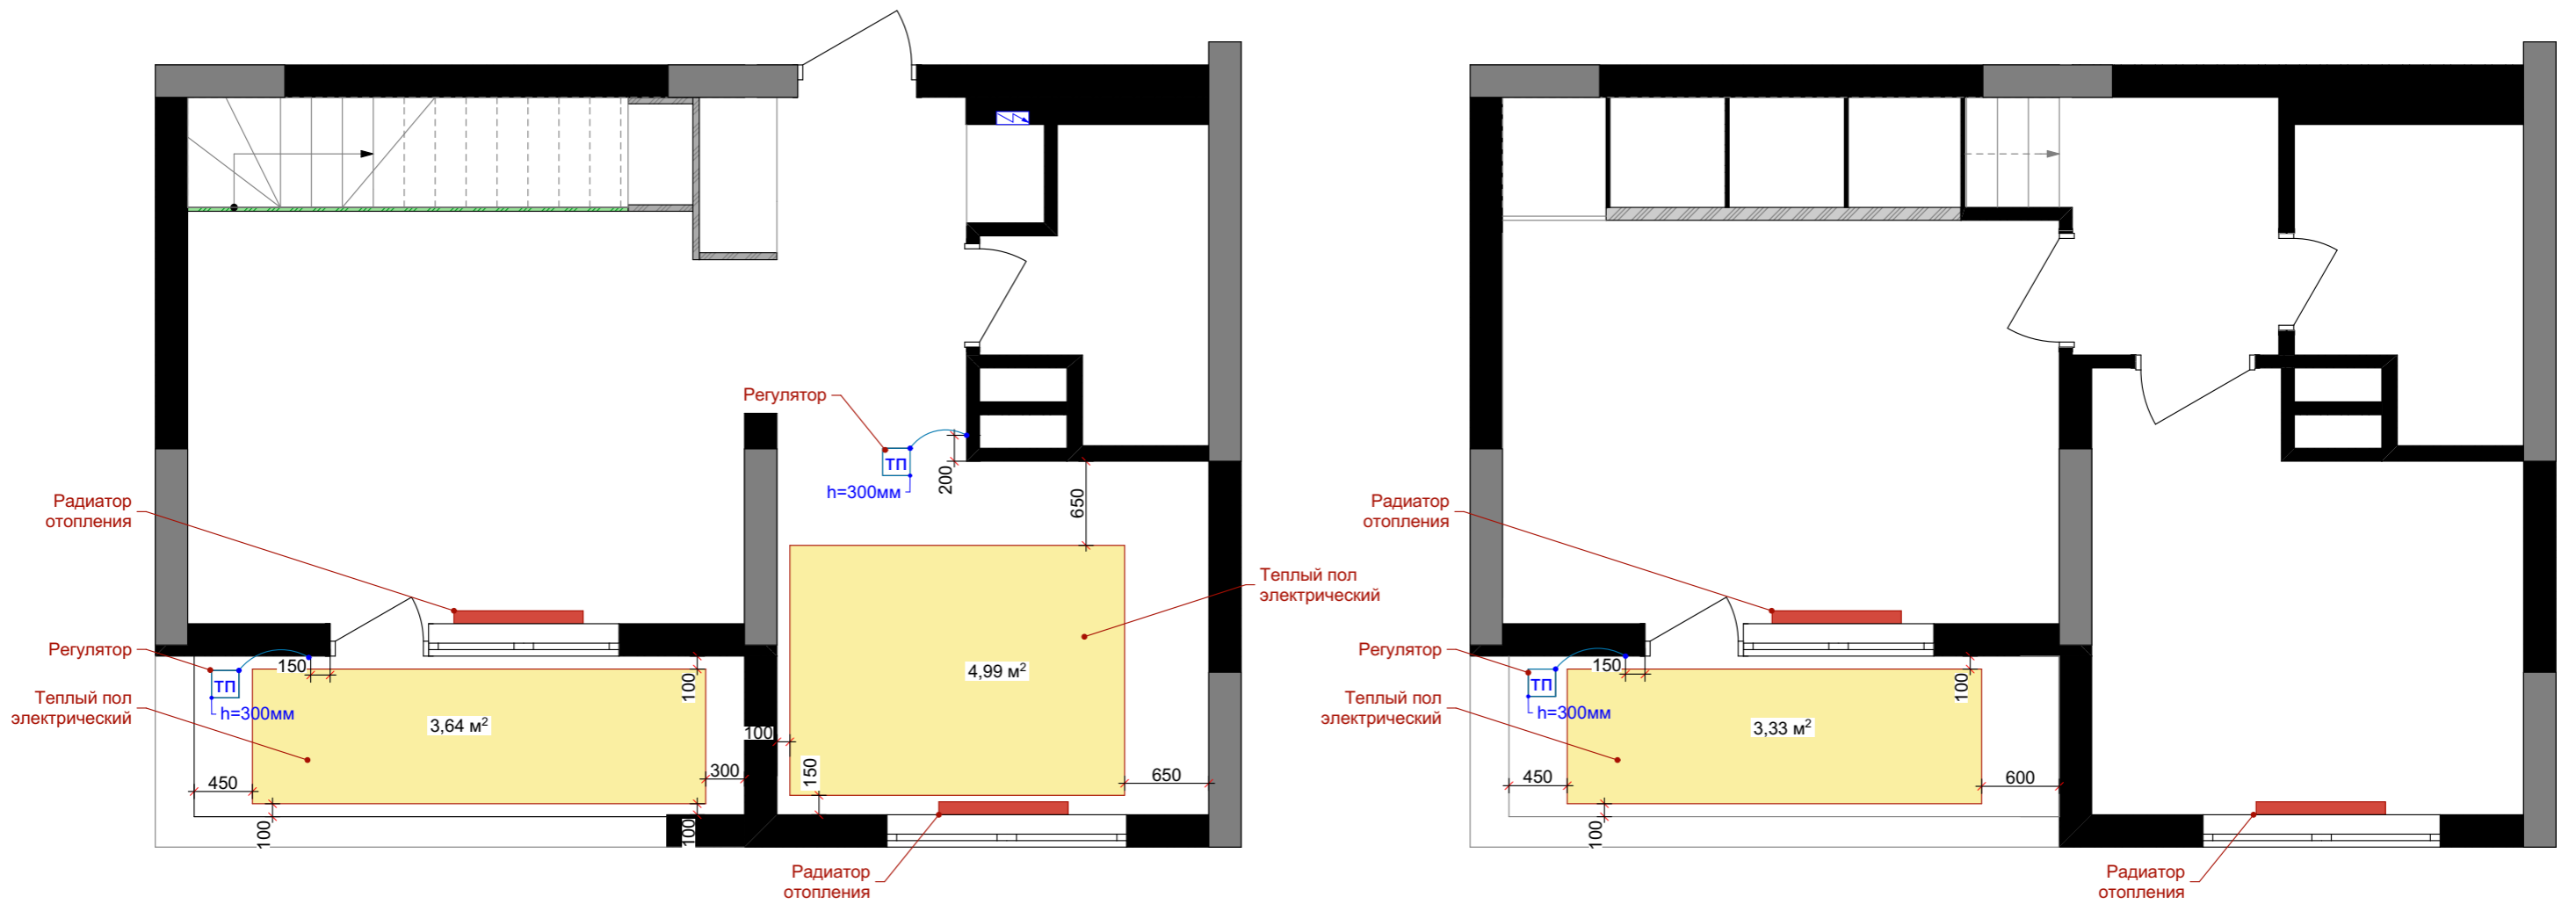 Регулятор
ТП
h=300мм
200
650
Радиатор
отопления
Теплый пол
электрический
4,99 м²
100
150
650
Регулятор
150
ТП
h=300мм
Теплый пол
электрический
3,64 м²
100
450
300
100
100
Радиатор
отопления
Радиатор
отопления
Регулятор
150
ТП
h=300мм
Теплый пол
электрический
3,33 м²
100
450
600
100
Радиатор
отопления